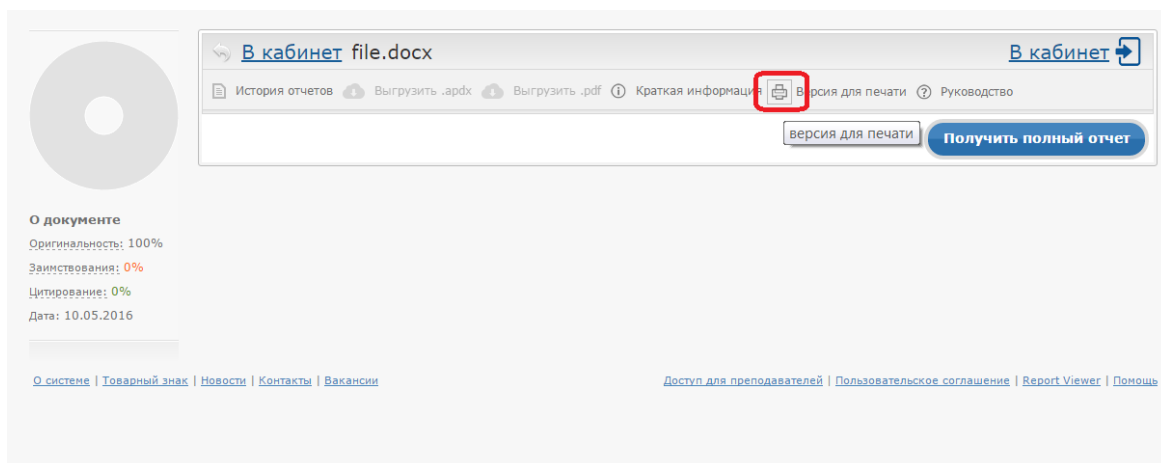 В кабинет file.docx В кабинет
История отчетов Выгрузить .apdx Выгрузить .pdf Краткая информация Версия для печати Руководство
версия для печати
Получить полный отчет
О документе
Оригинальность: 100%
Заимствования: 0%
Цитирование: 0%
Дата: 10.05.2016
О системе | Товарный знак | Новости | Контакты | Вакансии
Доступ для преподавателей | Пользовательское соглашение | Report Viewer | Помощь